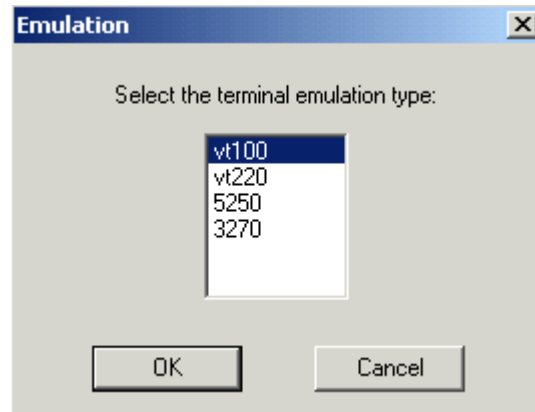 Emulation
Select the terminal emulation type:
vt100
vt220
5250
3270
OK Cancel